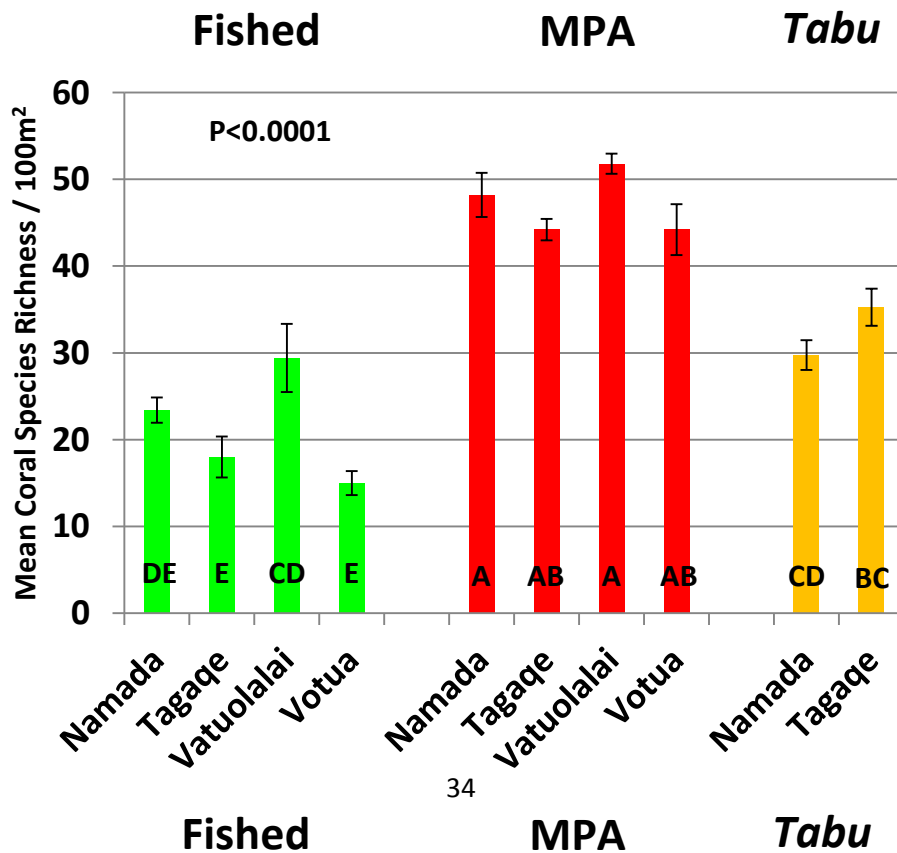 Fished MPA Tabu
Mean Coral Species Richness / 100m²
60
50
40
30
20
10
0
P<0.0001
DE E CD E A AB A AB CD BC
Namada Tagaqe Vatuolalai Votua Namada Tagaqe Vatuolalai Votua Namada Tagaqe
34
Fished MPA Tabu